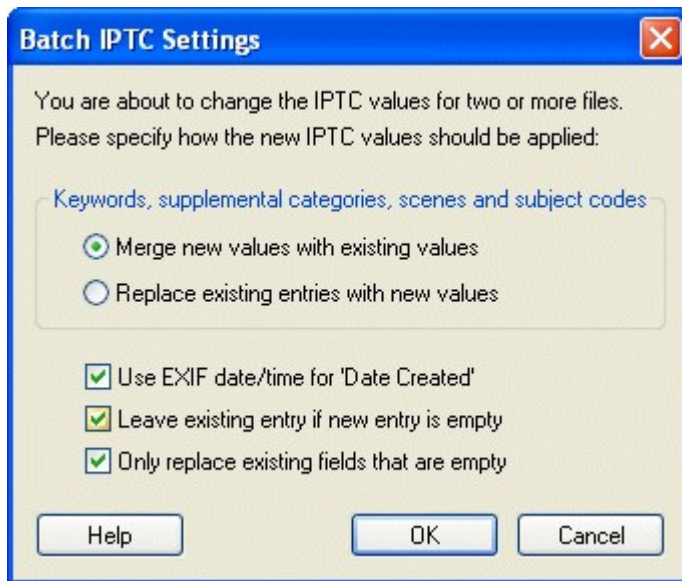 Batch IPTC Settings
You are about to change the IPTC values for two or more files.
Please specify how the new IPTC values should be applied:
Keywords, supplemental categories, scenes and subject codes
Merge new values with existing values
Replace existing entries with new values
Use EXIF date/time for 'Date Created'
Leave existing entry if new entry is empty
Only replace existing fields that are empty
Help OK Cancel